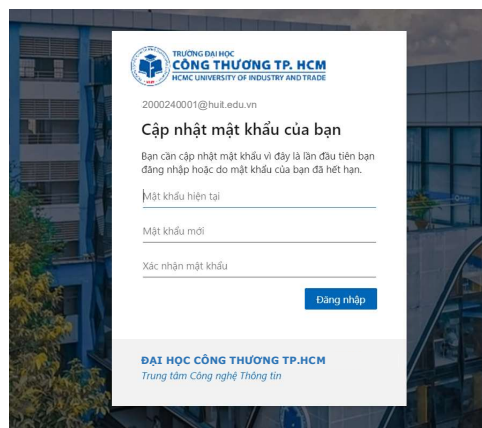 TRƯỜNG ĐẠI HỌC
CÔNG THƯƠNG TP. HCM
HCMC UNIVERSITY OF INDUSTRY AND TRADE
2000240001@huit.edu.vn
Cập nhật mật khẩu của bạn
Bạn cần cập nhật mật khẩu vì đây là lần đầu tiên bạn
đăng nhập hoặc do mật khẩu của bạn đã hết hạn.
Mật khẩu hiện tại
Mật khẩu mới
Xác nhận mật khẩu
Đăng nhập
ĐẠI HỌC CÔNG THƯƠNG TP.HCM
Trung tâm Công nghệ Thông tin